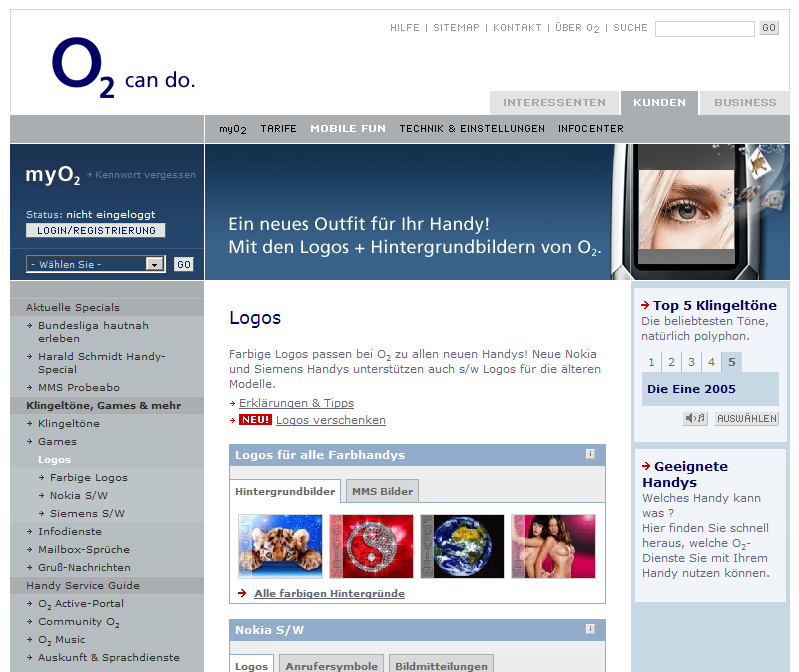 HILFE | SITEMAP | KONTAKT | ÜBER O2 | SUCHE GO
O2 can do.
INTERESSENTEN KUNDEN BUSINESS
myO2 TARIFE MOBILE FUN TECHNIK & EINSTELLUNGEN INFOCENTER
myO2 Kennwort vergessen
Status: nicht eingeloggt
LOGIN/REGISTRIERUNG
- Wählen Sie - GO
Ein neues Outfit für Ihr Handy!
Mit den Logos + Hintergrundbildern von O2.
Aktuelle Specials
Bundesliga hautnah
erleben
Harald Schmidt Handy-
Special
MMS Probeabo
Klingeltöne, Games & mehr
Klingeltöne
Games
Logos
Farbige Logos
Nokia S/W
Siemens S/W
Infodienste
Mailbox-Sprüche
Gruß-Nachrichten
Handy Service Guide
O2 Active-Portal
Community O2
O2 Music
Auskunft & Sprachdienste
Logos
Farbige Logos passen bei O2 zu allen neuen Handys! Neue Nokia
und Siemens Handys unterstützen auch s/w Logos für die älteren
Modelle.
Erklärungen & Tipps
NEU! Logos verschenken
Logos für alle Farbhandys
Hintergrundbilder MMS Bilder
Alle farbigen Hintergründe
Nokia S/W
Logos Anrufersymbole Bildmitteilungen
Top 5 Klingeltöne
Die beliebtesten Töne,
natürlich polyphon.
1 2 3 4 5
Die Eine 2005
AUSWÄHLEN
Geeignete
Handys
Welches Handy kann
was ?
Hier finden Sie schnell
heraus, welche O2-
Dienste Sie mit Ihrem
Handy nutzen können.